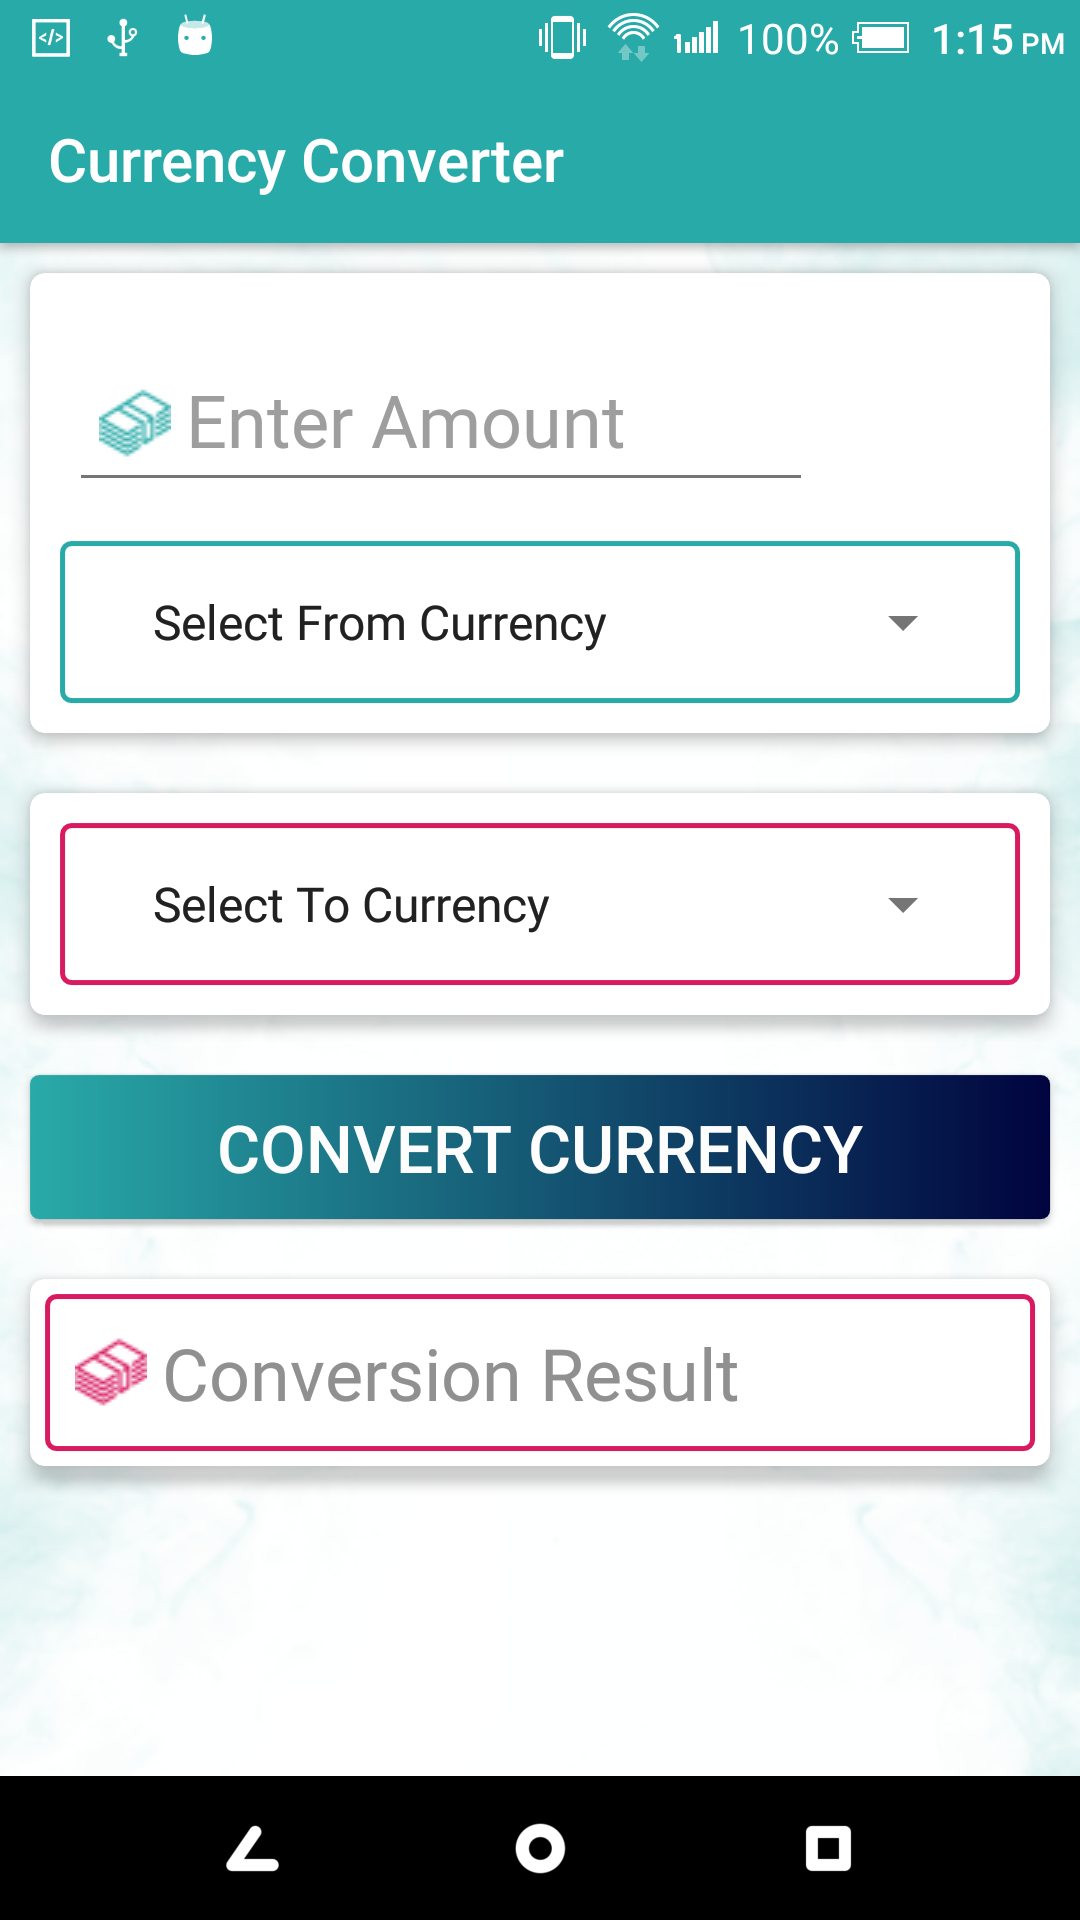 100% 1:15 PM
Currency Converter
Enter Amount
Select From Currency
Select To Currency
CONVERT CURRENCY
Conversion Result